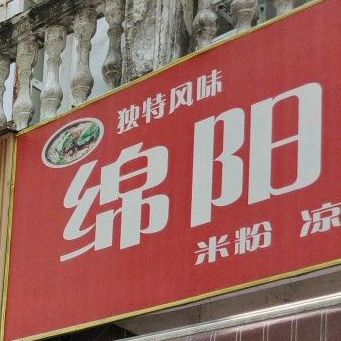 独特风味
绵阳
米粉 凉